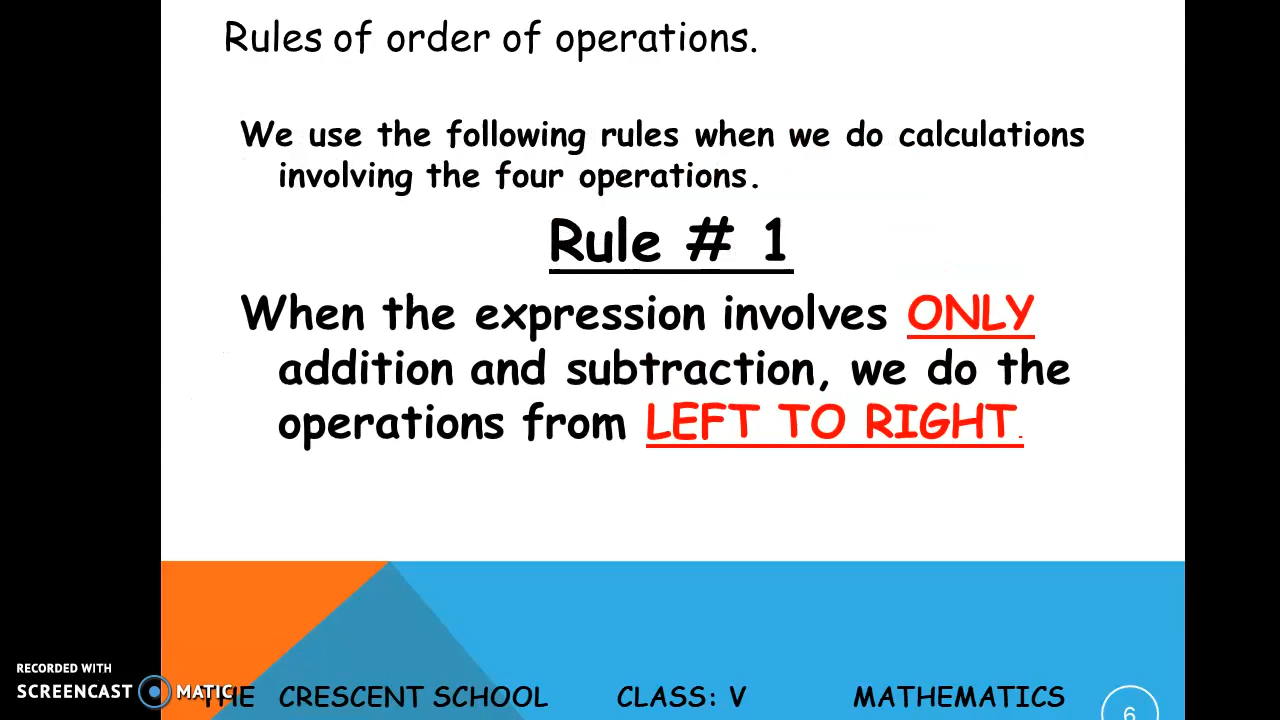 Rules of order of operations.
We use the following rules when we do calculations
involving the four operations.
Rule # 1
When the expression involves ONLY
addition and subtraction, we do the
operations from LEFT TO RIGHT.
RECORDED WITH
SCREENCAST MATIC
THE CRESCENT SCHOOL CLASS: V MATHEMATICS 6